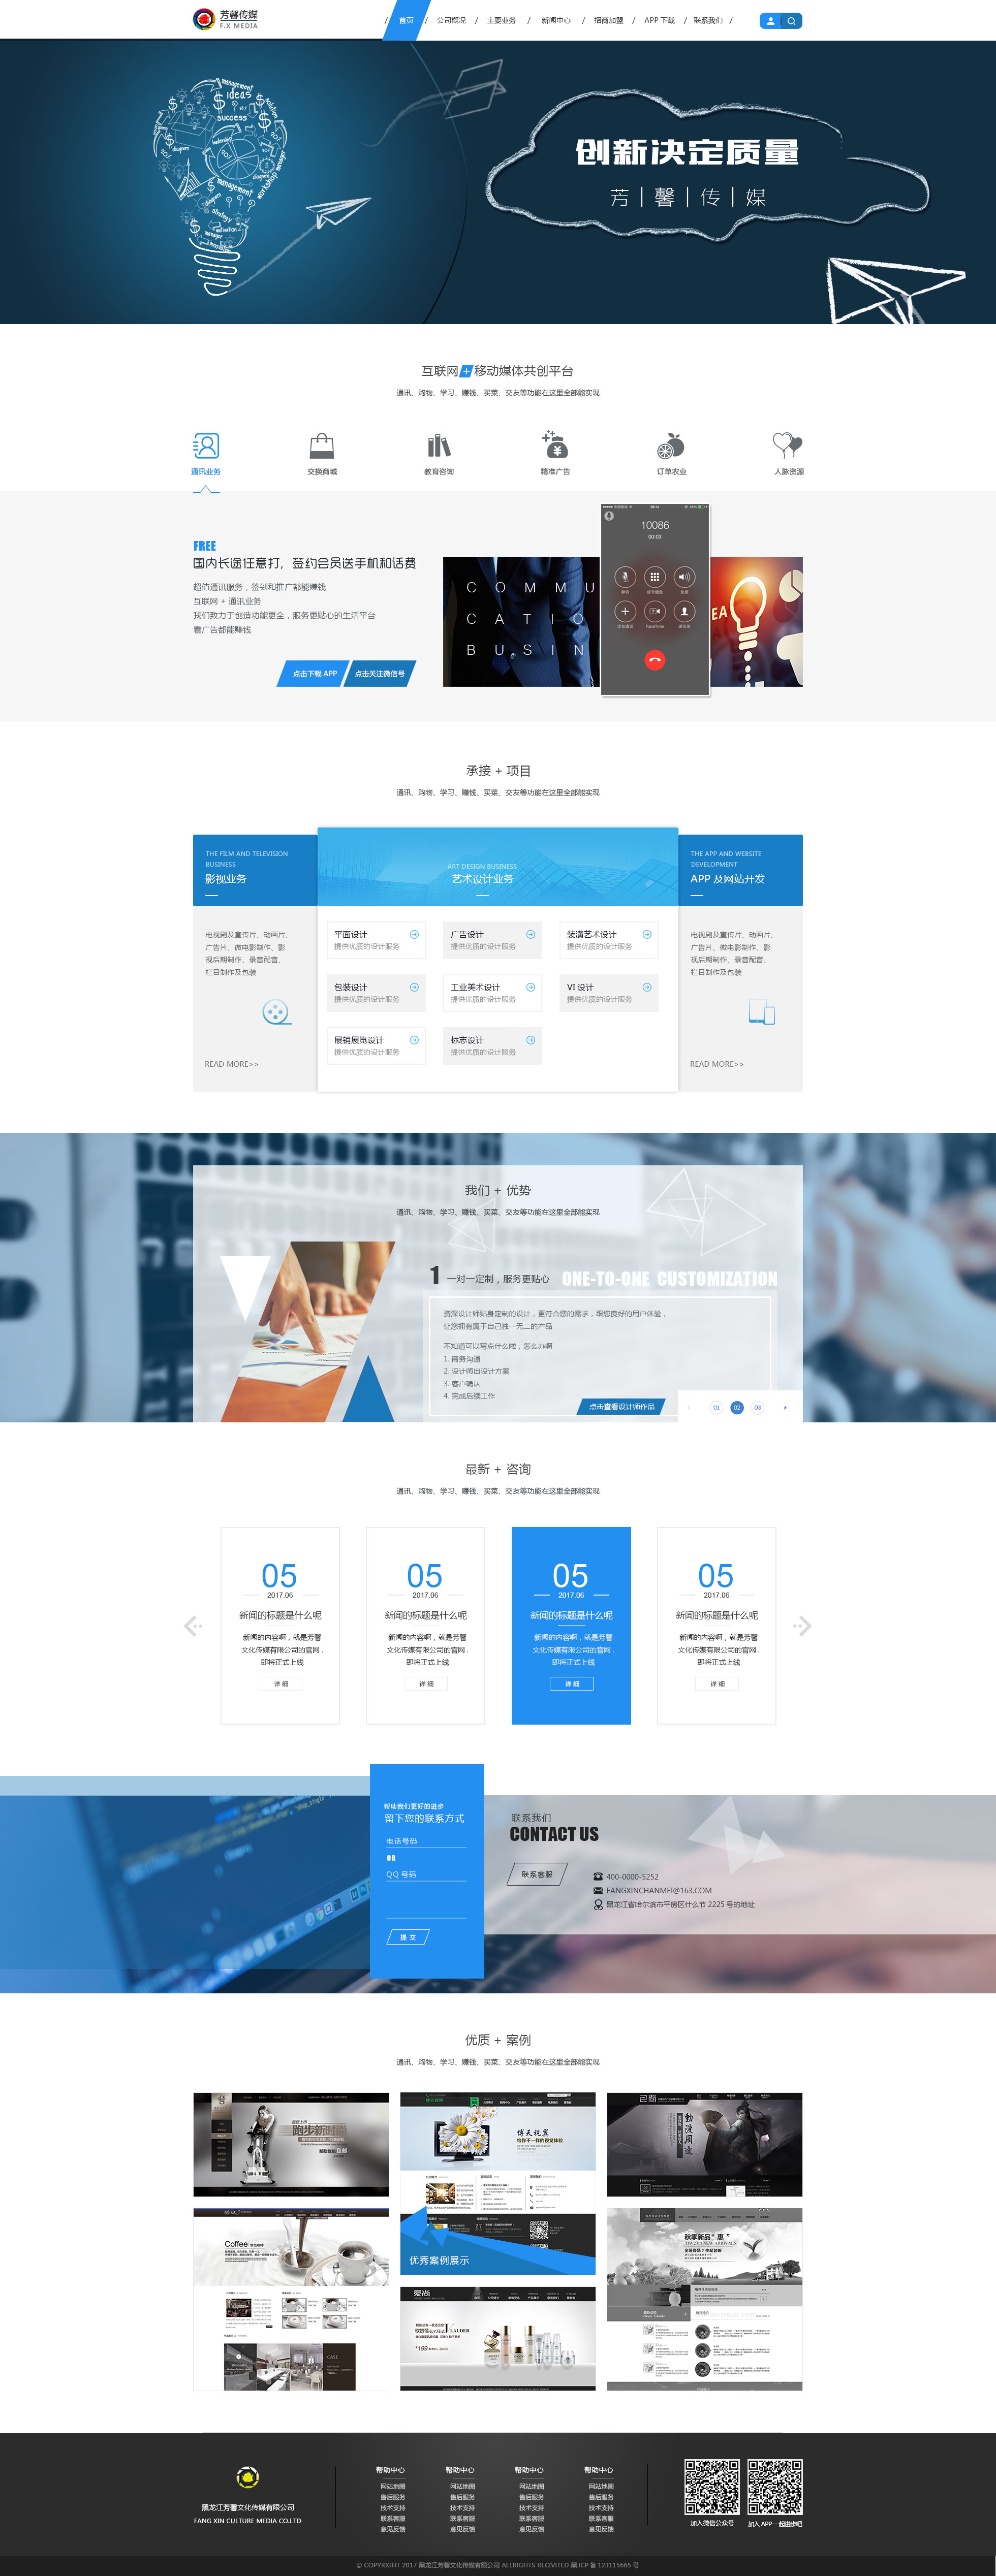 芳馨传媒
F.X MEDIA
/ 首页 / 公司概况 / 主要业务 / 新闻中心 / 招商加盟 / APP 下载 / 联系我们 /
ideas
management
success
创新决定质量
芳 | 馨 | 传 | 媒
互联网+移动媒体共创平台
通讯、购物、学习、赚钱、买菜、交友等功能在这里全部能实现
通讯业务
交换商城
教育咨询
精准广告
订单农业
人脉资源
FREE
国内长途任意打，签约会员送手机和话费
超值通讯服务，签到和推广都能赚钱
互联网 + 通讯业务
我们致力于创造功能更全，服务更贴心的生活平台
看广告都能赚钱
点击下载 APP
点击关注微信号
C O M M U
C A T I O
B U S I N
10086
00:03
FaceTime
EA
承接 + 项目
通讯、购物、学习、赚钱、买菜、交友等功能在这里全部能实现
THE FILM AND TELEVISION
BUSINESS
影视业务
电视剧及宣传片、动画片、
广告片、微电影制作、影
视后期制作、录音配音、
栏目制作及包装
READ MORE>>
ART DESIGN BUSINESS
艺术设计业务
平面设计
提供优质的设计服务
广告设计
提供优质的设计服务
装潢艺术设计
提供优质的设计服务
包装设计
提供优质的设计服务
工业美术设计
提供优质的设计服务
VI 设计
提供优质的设计服务
展销展览设计
提供优质的设计服务
标志设计
提供优质的设计服务
THE APP AND WEBSITE
DEVELOPMENT
APP 及网站开发
电视剧及宣传片、动画片、
广告片、微电影制作、影
视后期制作、录音配音、
栏目制作及包装
READ MORE>>
我们 + 优势
通讯、购物、学习、赚钱、买菜、交友等功能在这里全部能实现
1 一对一定制，服务更贴心 ONE-TO-ONE CUSTOMIZATION
资深设计师贴身定制的设计，更符合您的需求，跟您良好的用户体验，
让您拥有属于自己独一无二的产品
不知道可以写点什么啦，怎么办啊
1. 商务沟通
2. 设计师出设计方案
3. 客户确认
4. 完成后续工作
点击查看设计师作品
01 02 03
最新 + 咨询
通讯、购物、学习、赚钱、买菜、交友等功能在这里全部能实现
05
2017.06
新闻的标题是什么呢
新闻的内容啊，就是芳馨
文化传媒有限公司的官网 .
即将正式上线
详 细
05
2017.06
新闻的标题是什么呢
新闻的内容啊，就是芳馨
文化传媒有限公司的官网 .
即将正式上线
详 细
05
2017.06
新闻的标题是什么呢
新闻的内容啊，就是芳馨
文化传媒有限公司的官网 .
即将正式上线
详 细
05
2017.06
新闻的标题是什么呢
新闻的内容啊，就是芳馨
文化传媒有限公司的官网 .
即将正式上线
详 细
帮助我们更好的进步
留下您的联系方式
电话号码
OR
QQ 号码
提 交
联系我们
CONTACT US
联系客服
400-0000-5252
FANGXINCHANMEI@163.COM
黑龙江省哈尔滨市平房区什么节 2225 号的地址
优质 + 案例
通讯、购物、学习、赚钱、买菜、交友等功能在这里全部能实现
跑步新时尚
博天视觉
给你不一样的视觉体验
Coffee
CASE
优秀案例展示
爱尚
LAUDER
¥199
秋季新品“惠”
黑龙江芳馨文化传媒有限公司
FANG XIN CULTURE MEDIA CO.LTD
帮助中心
网站地图
售后服务
技术支持
联系客服
意见反馈
帮助中心
网站地图
售后服务
技术支持
联系客服
意见反馈
帮助中心
网站地图
售后服务
技术支持
联系客服
意见反馈
帮助中心
网站地图
售后服务
技术支持
联系客服
意见反馈
加入微信公众号
加入 APP 一起进步吧
© COPYRIGHT 2017 黑龙江芳馨文化传媒有限公司 ALLRIGHTS RECIVITED 黑 ICP 备 123115665 号